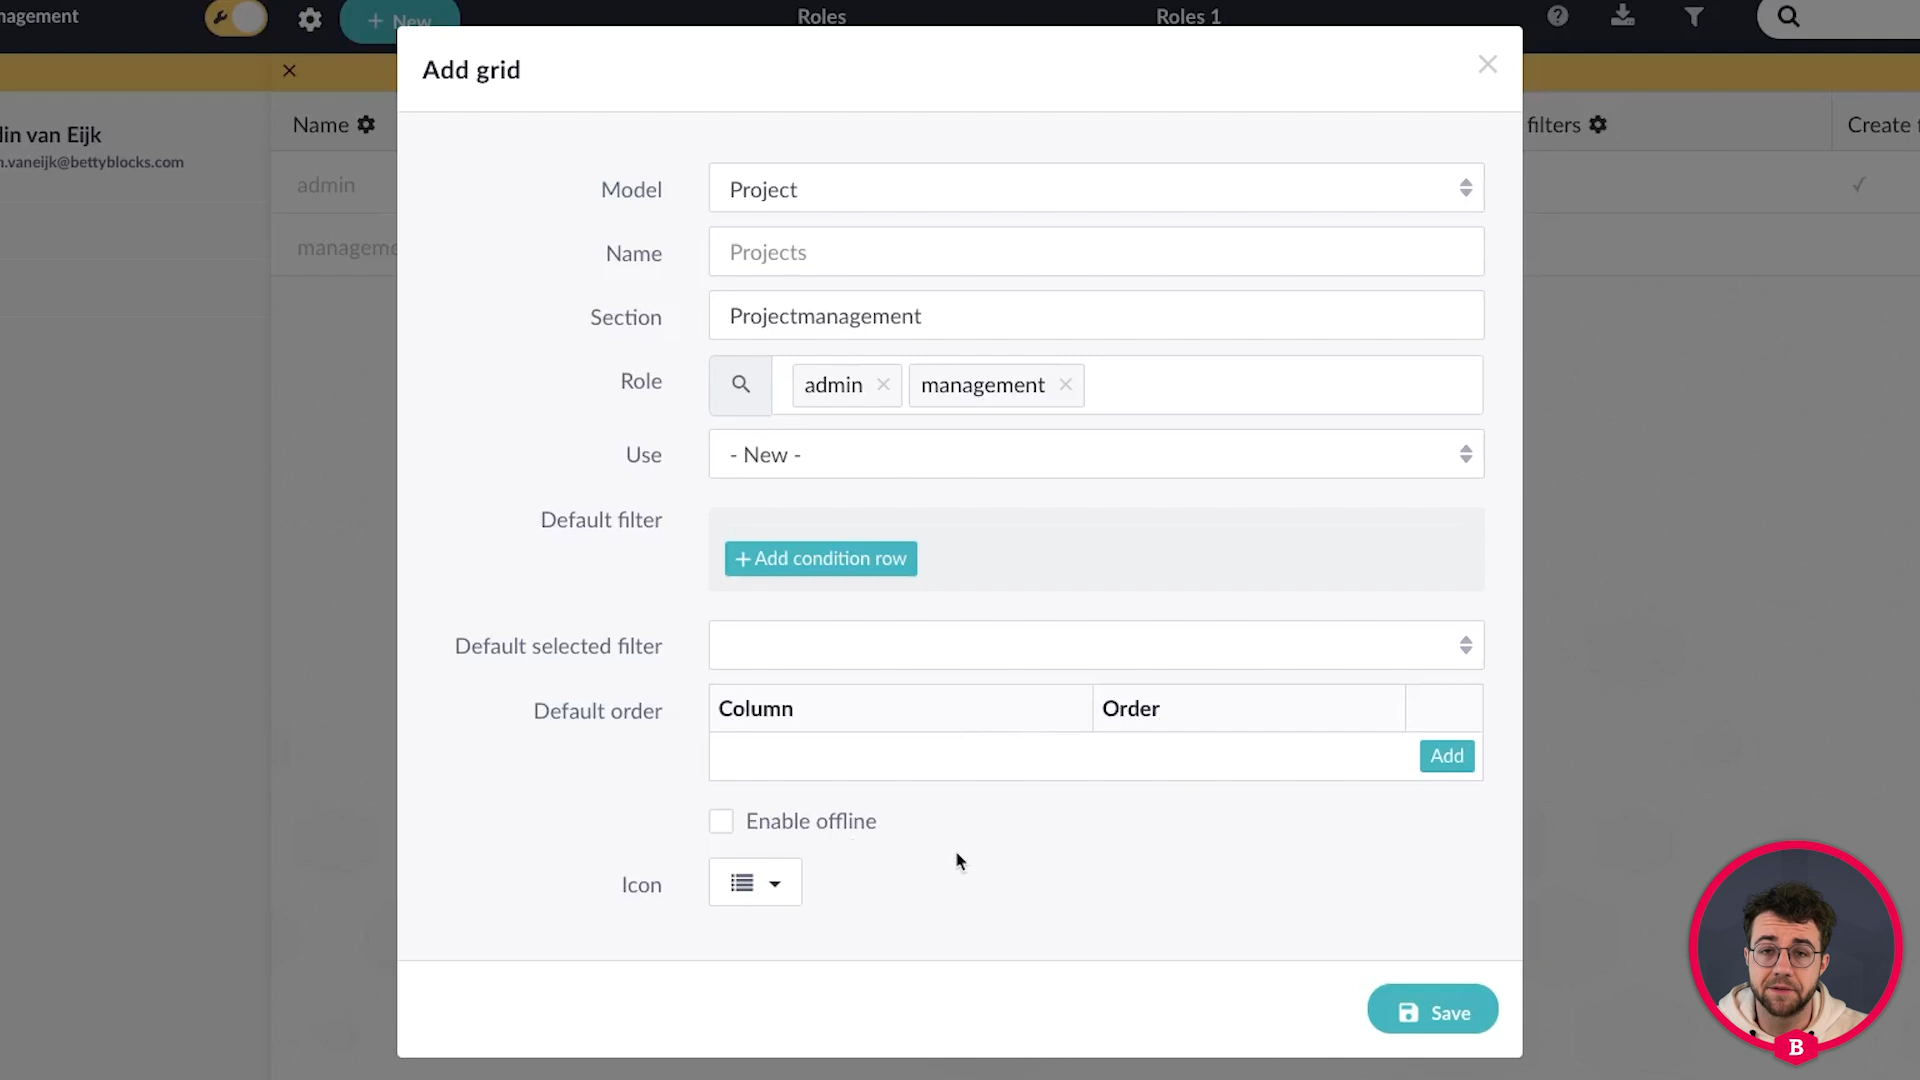 nagement
New
Roles
Roles 1
Add grid
lin van Eijk
n.vaneijk@bettyblocks.com
Name
filters
Create
admin
manageme
Model
Project
Name
Projects
Section
Projectmanagement
Role
admin
management
Use
- New -
Default filter
+ Add condition row
Default selected filter
Default order
Column
Order
Add
Enable offline
Icon
Save
B